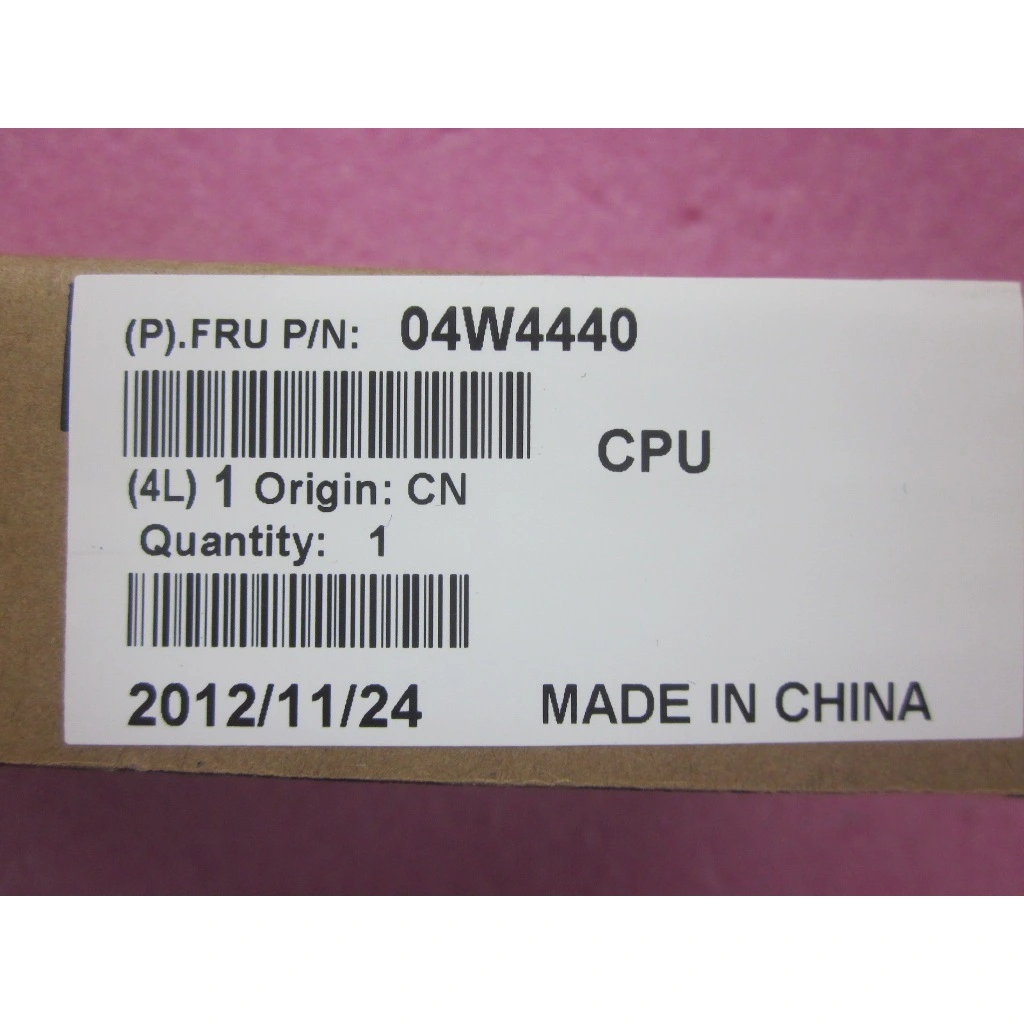 (P).FRU P/N: 04W4440
CPU
(4L) 1 Origin: CN
Quantity: 1
2012/11/24 MADE IN CHINA